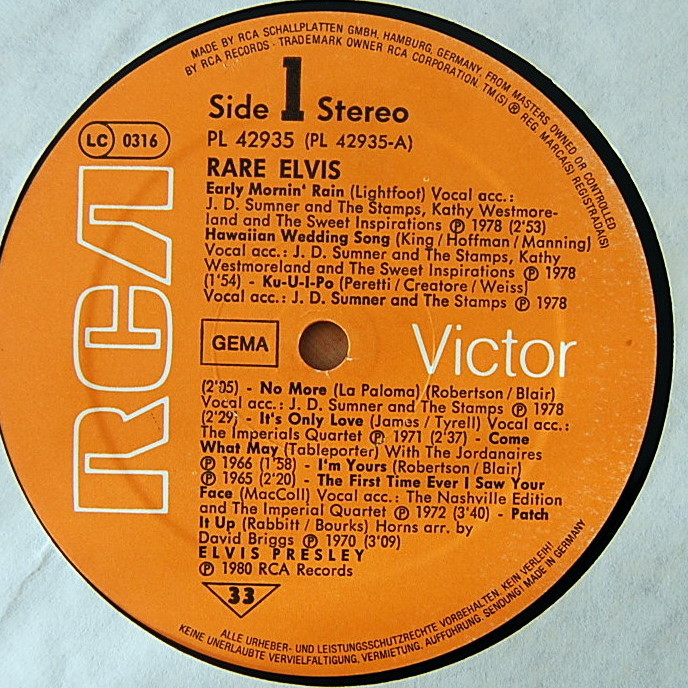 MADE BY RCA SCHALLPLATTEN GMBH, HAMBURG, GERMANY, FROM MASTERS OWNED OR CONTROLLED
BY RCA RECORDS · TRADEMARK OWNER RCA CORPORATION. TM(S) ® REG. MARCA(S) REGISTRADA(S)
Side 1 Stereo
LC 0316
PL 42935 (PL 42935-A)
RARE ELVIS
Early Mornin' Rain (Lightfoot) Vocal acc.:
J. D. Sumner and The Stamps, Kathy Westmore-
land and The Sweet Inspirations ℗ 1978 (2'53)
Hawaiian Wedding Song (King / Hoffman / Manning)
Vocal acc.: J. D. Sumner and The Stamps, Kathy
Westmoreland and The Sweet Inspirations ℗ 1978
(1'54) - Ku-U-I-Po (Peretti / Creatore / Weiss)
Vocal acc.: J. D. Sumner and The Stamps ℗ 1978
RCA
GEMA
Victor
(2'05) - No More (La Paloma) (Robertson / Blair)
Vocal acc.: J. D. Sumner and The Stamps ℗ 1978
(2'29) - It's Only Love (James / Tyrell) Vocal acc.:
The Imperials Quartet ℗ 1971 (2'37) - Come
What May (Tableporter) With The Jordanaires
℗ 1966 (1'58) - I'm Yours (Robertson / Blair)
℗ 1965 (2'20) - The First Time Ever I Saw Your
Face (MacColl) Vocal acc.: The Nashville Edition
and The Imperial Quartet ℗ 1972 (3'40) - Patch
It Up (Rabbitt / Bourks) Horns arr. by
David Briggs ℗ 1970 (3'09)
ELVIS PRESLEY
℗ 1980 RCA Records
33
ALLE URHEBER- UND LEISTUNGSSCHUTZRECHTE VORBEHALTEN. KEIN VERLEIH!
KEINE UNERLAUBTE VERVIELFALTIGUNG, VERMIETUNG, AUFFUHRUNG, SENDUNG! MADE IN GERMANY